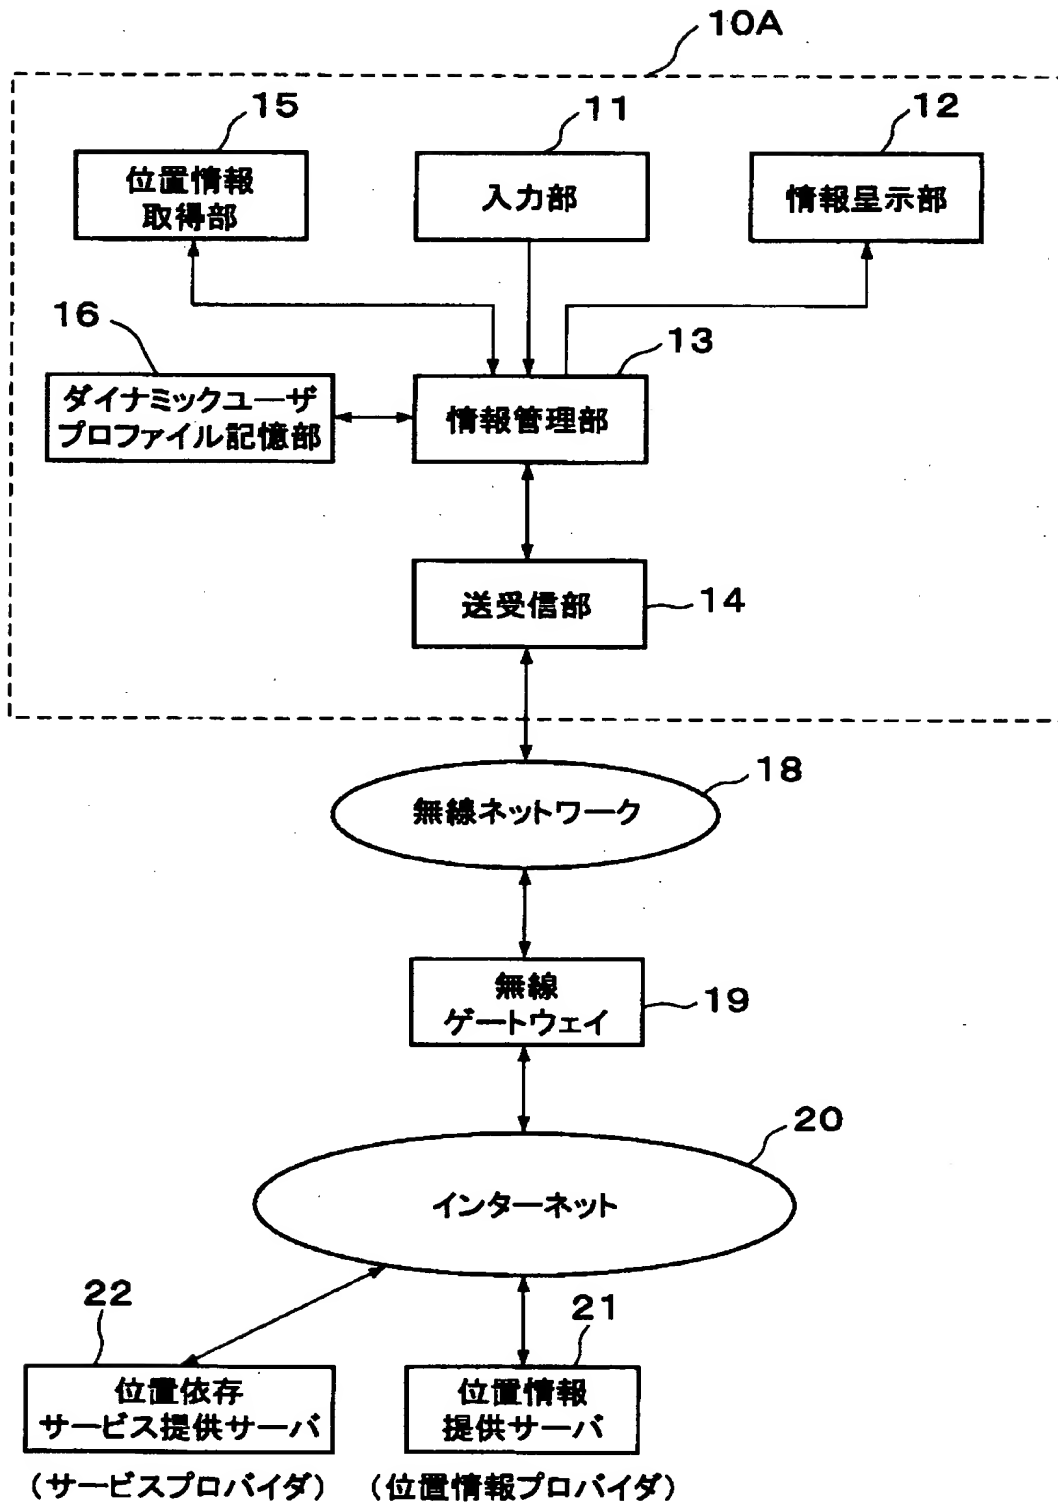 10A
15
11
12
位置情報
取得部
入力部
情報呈示部
16
13
ダイナミックユーザ
プロファイル記憶部
情報管理部
送受信部
14
18
無線ネットワーク
無線
ゲートウェイ
19
20
インターネット
22
21
位置依存
サービス提供サーバ
位置情報
提供サーバ
(サービスプロバイダ)
(位置情報プロバイダ)